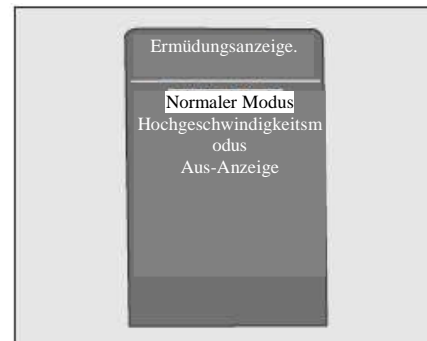 Ermüdungsanzeige.
Normaler Modus
Hochgeschwindigkeitsm
odus
Aus-Anzeige